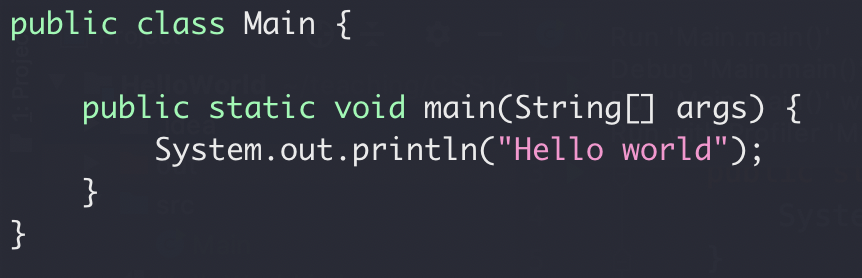 public class Main {
    public static void main(String[] args) {
        System.out.println("Hello world");
    }
}